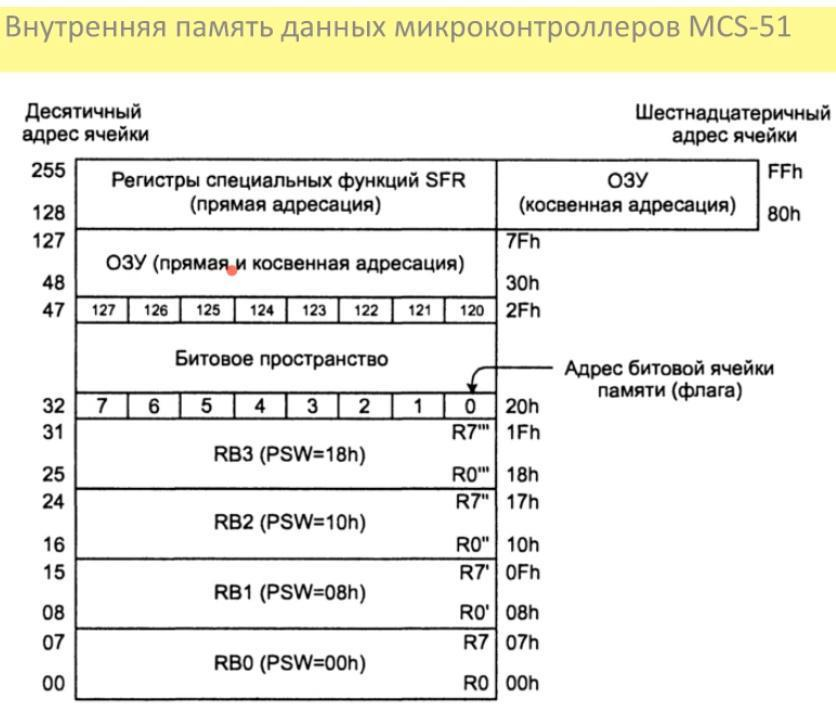 Внутренняя память данных микроконтроллеров MCS-51
Десятичный
адрес ячейки
Шестнадцатеричный
адрес ячейки
255
Регистры специальных функций SFR
(прямая адресация)
ОЗУ
(косвенная адресация)
FFh
128
80h
127
ОЗУ (прямая и косвенная адресация)
7Fh
48
30h
47 127 126 125 124 123 122 121 120 2Fh
Битовое пространство
Адрес битовой ячейки
памяти (флага)
32 7 6 5 4 3 2 1 0 20h
31 R7''' 1Fh
RB3 (PSW=18h)
25 R0''' 18h
24 R7'' 17h
RB2 (PSW=10h)
16 R0'' 10h
15 R7' 0Fh
RB1 (PSW=08h)
08 R0' 08h
07 R7 07h
RB0 (PSW=00h)
00 R0 00h